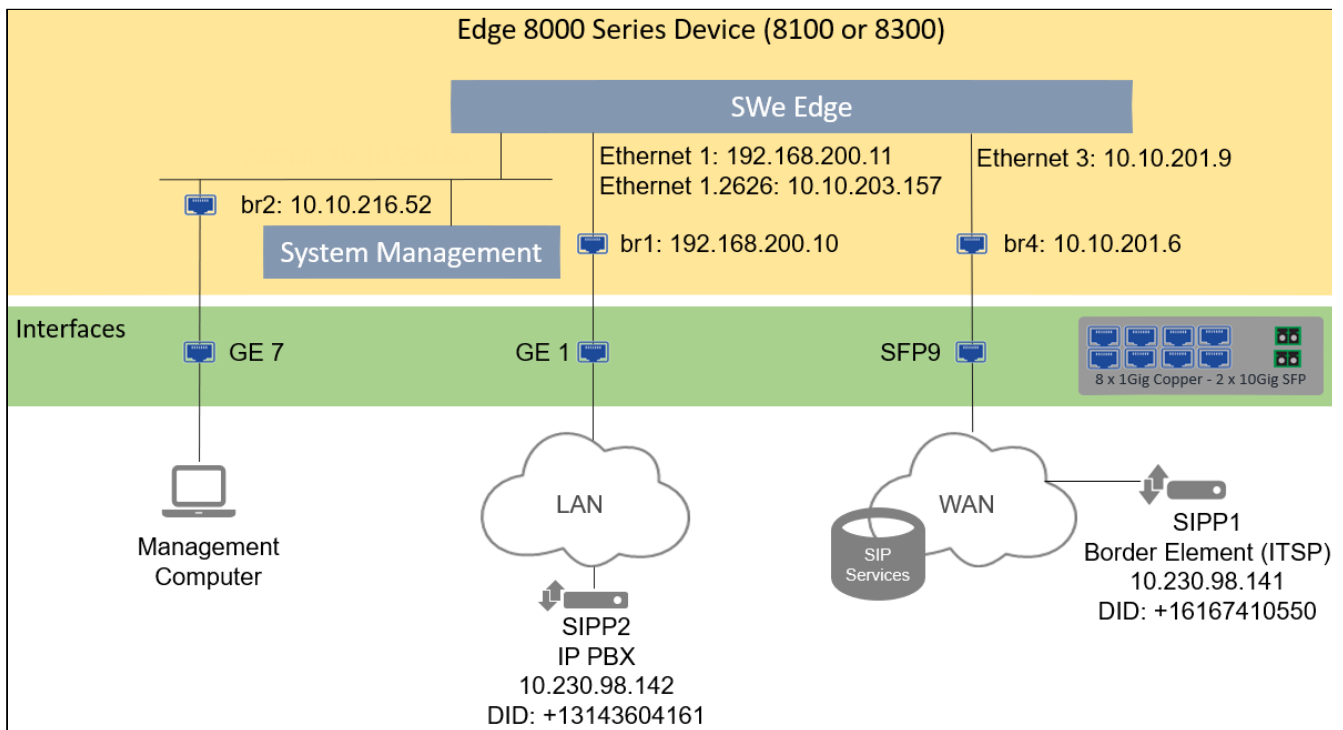 Edge 8000 Series Device (8100 or 8300)
SWe Edge
Ethernet 1: 192.168.200.11
Ethernet 1.2626: 10.10.203.157
Ethernet 3: 10.10.201.9
br2: 10.10.216.52
System Management
br1: 192.168.200.10
br4: 10.10.201.6
Interfaces
GE 7
GE 1
SFP9
8 x 1Gig Copper - 2 x 10Gig SFP
Management
Computer
LAN
WAN
SIP
Services
SIPP1
Border Element (ITSP)
10.230.98.141
DID: +16167410550
SIPP2
IP PBX
10.230.98.142
DID: +13143604161